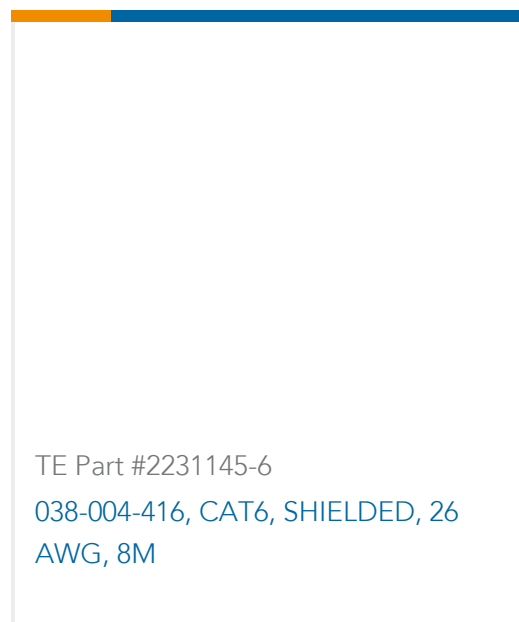 TE Part #2231145-6
038-004-416, CAT6, SHIELDED, 26
AWG, 8M